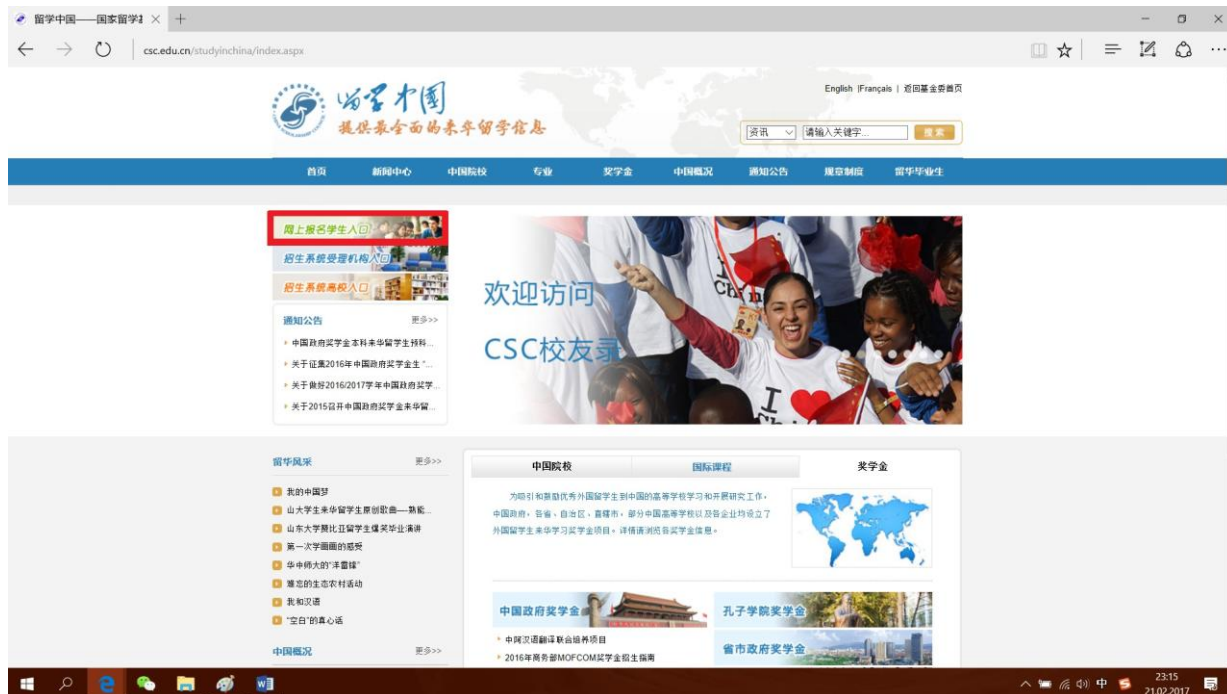 留学中国——国家留学
csc.edu.cn/studyinchina/index.aspx
留学中国
提供最全面的来华留学信息
English |Français | 返回基金委首页
资讯 请输入关键字... 搜索
首页 新闻中心 中国院校 专业 奖学金 中国概况 通知公告 规章制度 留华毕业生
网上报名学生入口
招生系统受理机构入口
招生系统高校入口
欢迎访问
CSC校友录
通知公告 更多>>
中国政府奖学金本科来华留学生预科...
关于征集2016年中国政府奖学金生“...
关于做好2016/2017学年中国政府奖学...
关于2015召开中国政府奖学金来华留...
留华风采 更多>>
我的中国梦
山大学生来华留学生原创歌曲——熟能...
山东大学赞比亚留学生爆笑毕业演讲
第一次学画画的感受
华中师大的“洋雷锋”
难忘的生态农村活动
我和汉语
“空白”的真心话
中国概况 更多>>
中国院校 国际课程 奖学金
为吸引和鼓励优秀外国留学生到中国的高等学校学习和开展研究工作,
中国政府、各省、自治区、直辖市、部分中国高等学校以及各企业均设立了
外国留学生来华学习奖学金项目。详情请浏览各奖学金信息。
中国政府奖学金
孔子学院奖学金
中阿汉语翻译联合培养项目
2016年商务部MOFCOM奖学金招生指南
省市政府奖学金
中
23:15
21.02.2017